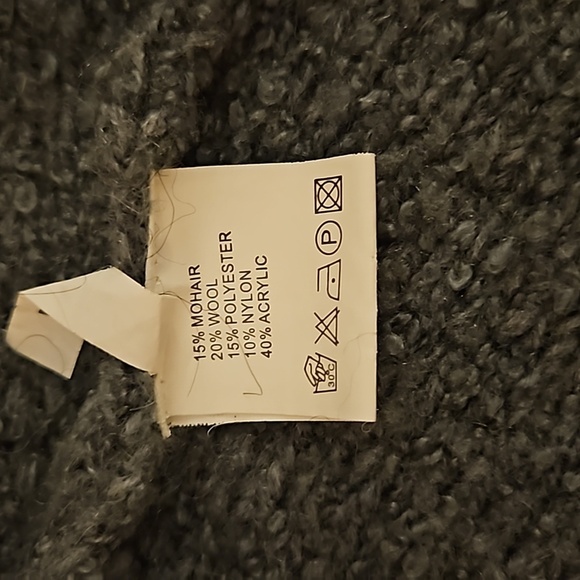 15% MOHAIR
20% WOOL
15% POLYESTER
10% NYLON
40% ACRYLIC
30°C
P